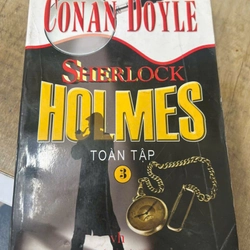 CONAN DOYLE
SHERLOCK
HOLMES
TOÀN TẬP
3